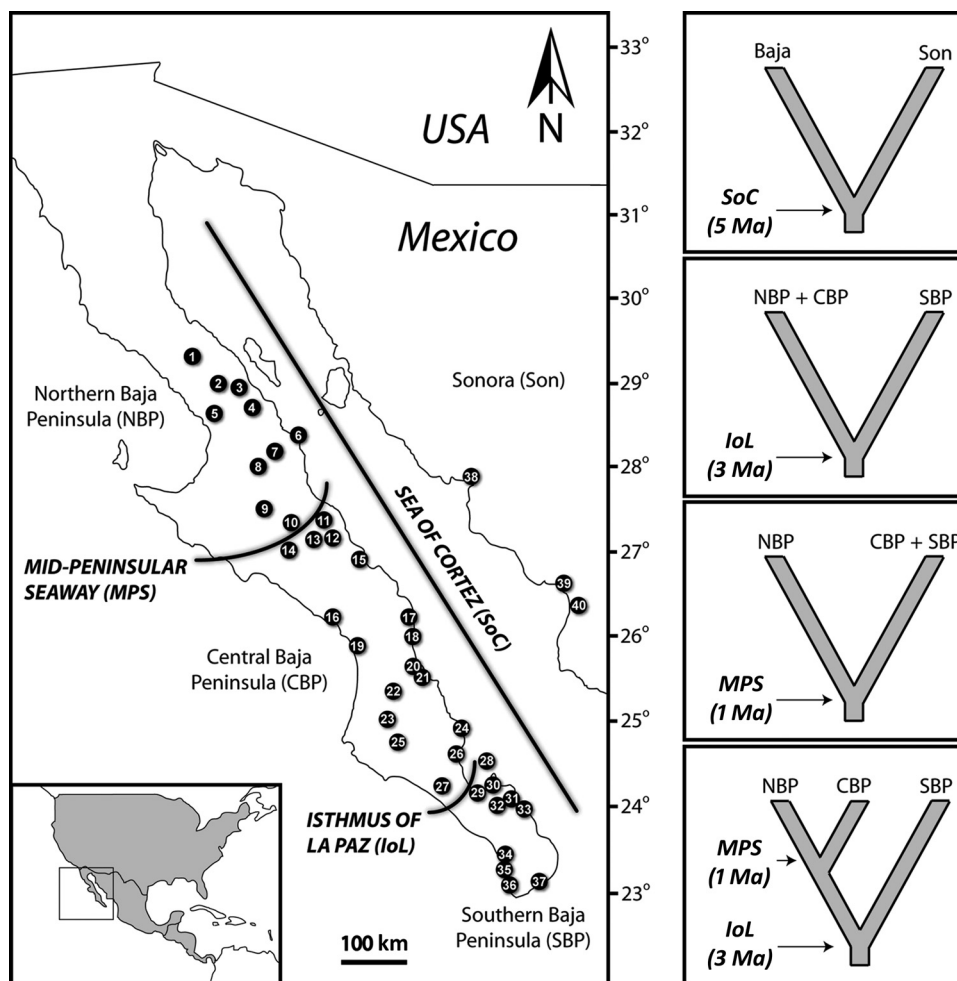 33°
32°
31°
30°
29°
28°
27°
26°
25°
24°
23°
USA
N
Mexico
Northern Baja
Peninsula (NBP)
Sonora (Son)
MID-PENINSULAR
SEAWAY (MPS)
SEA OF CORTEZ (SoC)
Central Baja
Peninsula (CBP)
ISTHMUS OF
LA PAZ (IoL)
Southern Baja
Peninsula (SBP)
100 km
1
2
3
4
5
6
7
8
9
10
11
12
13
14
15
16
17
18
19
20
21
22
23
24
25
26
27
28
29
30
31
32
33
34
35
36
37
38
39
40
Baja Son
SoC
(5 Ma)
NBP + CBP SBP
IoL
(3 Ma)
NBP CBP + SBP
MPS
(1 Ma)
NBP CBP SBP
MPS
(1 Ma)
IoL
(3 Ma)